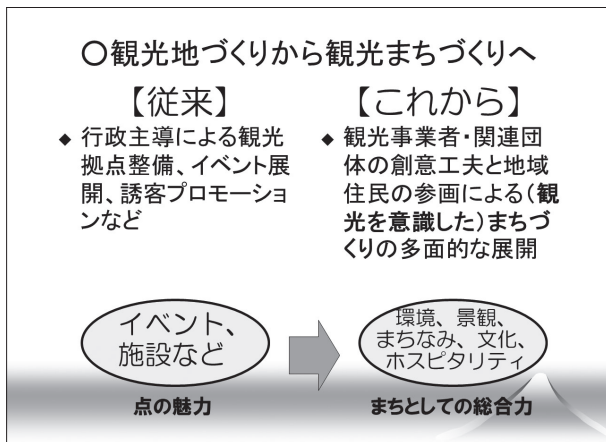 〇観光地づくりから観光まちづくりへ
【従来】
◆ 行政主導による観光
拠点整備、イベント展
開、誘客プロモーショ
ンなど
【これから】
◆ 観光事業者・関連団
体の創意工夫と地域
住民の参画による(観
光を意識した)まちづ
くりの多面的な展開
イベント、
施設など
点の魅力
環境、景観、
まちなみ、文化、
ホスピタリティ
まちとしての総合力